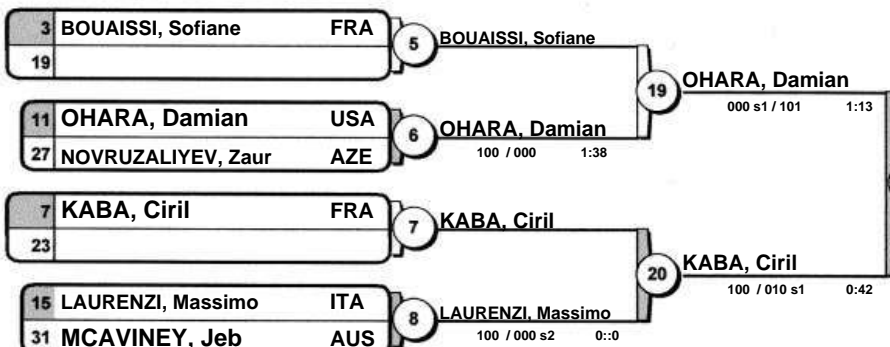 3 BOUAISSI, Sofiane FRA
19
5 BOUAISSI, Sofiane
11 OHARA, Damian USA
27 NOVRUZALIYEV, Zaur AZE
6 OHARA, Damian
100 / 000 1:38
19 OHARA, Damian
000 s1 / 101 1:13
7 KABA, Ciril FRA
23
7 KABA, Ciril
15 LAURENZI, Massimo ITA
31 MCAVINEY, Jeb AUS
8 LAURENZI, Massimo
100 / 000 s2 0::0
20 KABA, Ciril
100 / 010 s1 0:42